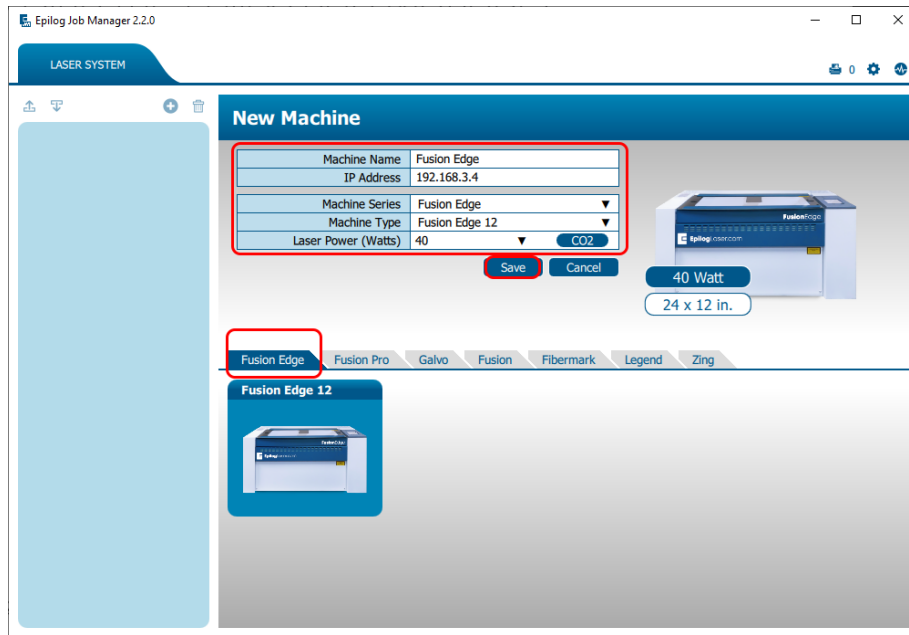 Epilog Job Manager 2.2.0
LASER SYSTEM
0
New Machine
Machine Name Fusion Edge
IP Address 192.168.3.4
Machine Series Fusion Edge
Machine Type Fusion Edge 12
Laser Power (Watts) 40 CO2
Save Cancel
FusionEdge
EpilogLaser.com
40 Watt
24 x 12 in.
Fusion Edge Fusion Pro Galvo Fusion Fibermark Legend Zing
Fusion Edge 12
FusionEdge